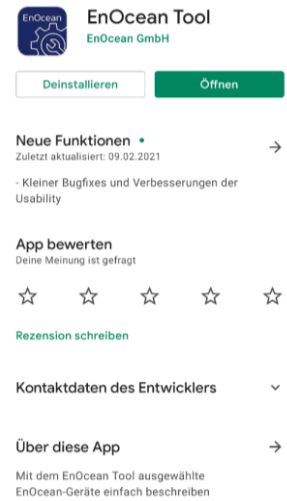 EnOcean
EnOcean Tool
EnOcean GmbH
Deinstallieren
Öffnen
Neue Funktionen •
Zuletzt aktualisiert: 09.02.2021
- Kleiner Bugfixes und Verbesserungen der
Usability
App bewerten
Deine Meinung ist gefragt
Rezension schreiben
Kontaktdaten des Entwicklers
Über diese App
Mit dem EnOcean Tool ausgewählte
EnOcean-Geräte einfach beschreiben